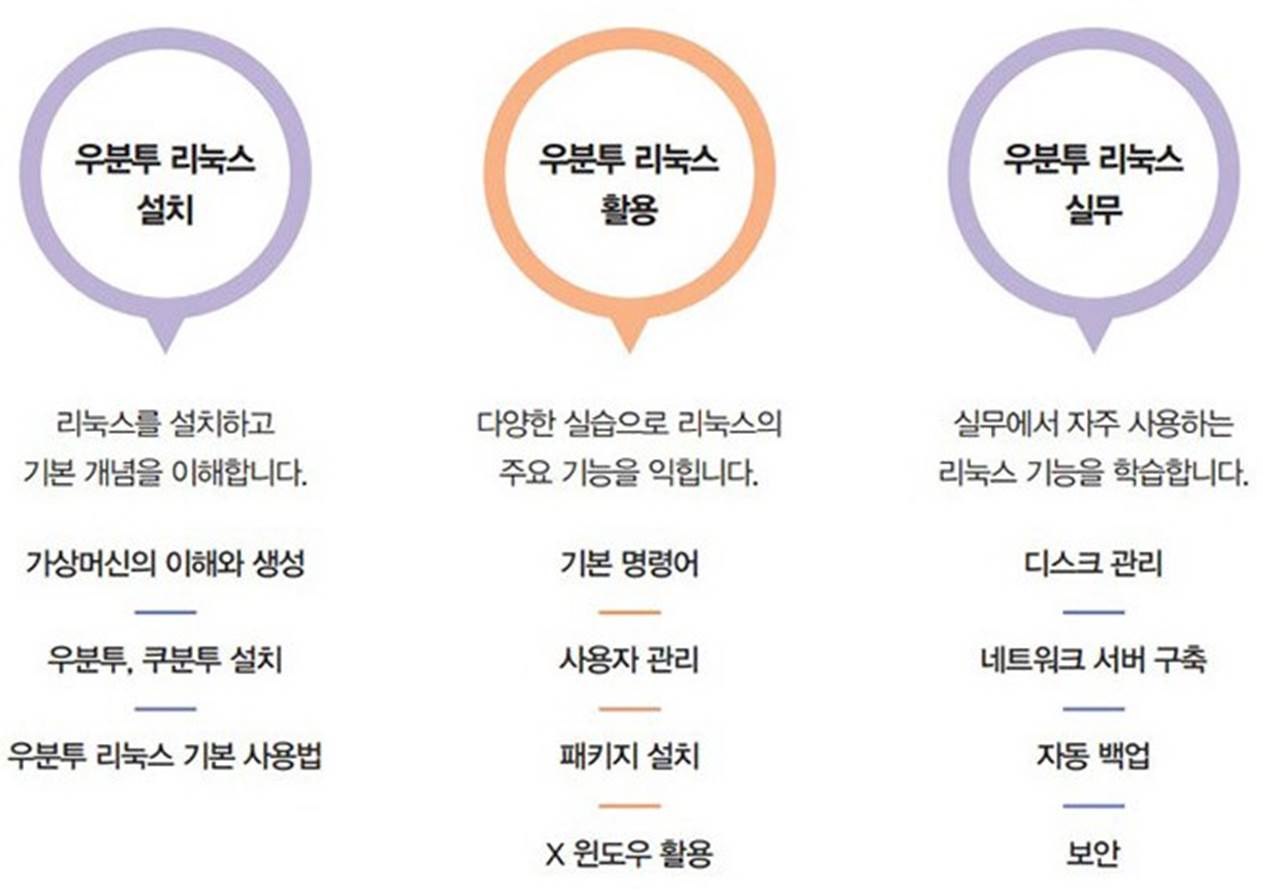 우분투 리눅스
설치
리눅스를 설치하고
기본 개념을 이해합니다.
가상머신의 이해와 생성
우분투, 쿠분투 설치
우분투 리눅스 기본 사용법
우분투 리눅스
활용
다양한 실습으로 리눅스의
주요 기능을 익힙니다.
기본 명령어
사용자 관리
패키지 설치
X 윈도우 활용
우분투 리눅스
실무
실무에서 자주 사용하는
리눅스 기능을 학습합니다.
디스크 관리
네트워크 서버 구축
자동 백업
보안